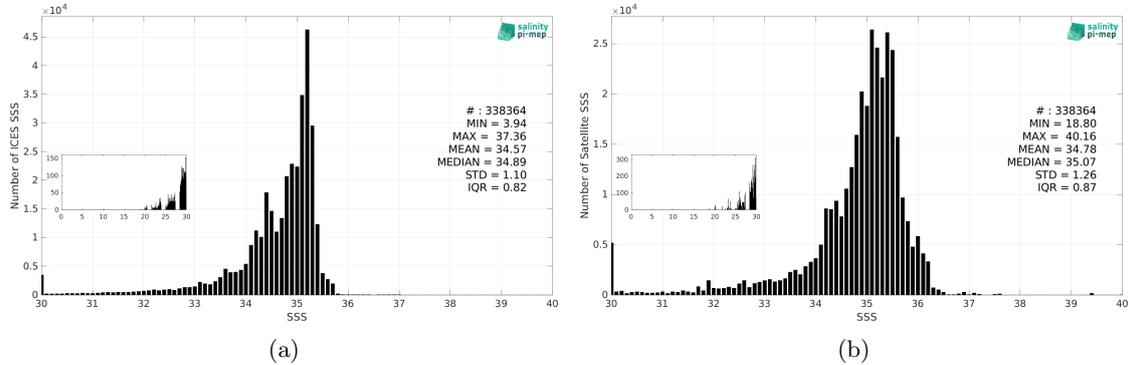 ×10⁴
4.5
4
3.5
3
2.5
2
1.5
1
0.5
0
Number of ICES SSS
30 31 32 33 34 35 36 37 38 39 40
SSS
salinity
pi-mep
# : 338364
MIN = 3.94
MAX = 37.36
MEAN = 34.57
MEDIAN = 34.89
STD = 1.10
IQR = 0.82
150
100
50
0
0 5 10 15 20 25 30
(a)
×10⁴
2.5
2
1.5
1
0.5
0
Number of Satellite SSS
30 31 32 33 34 35 36 37 38 39 40
SSS
salinity
pi-mep
# : 338364
MIN = 18.80
MAX = 40.16
MEAN = 34.78
MEDIAN = 35.07
STD = 1.26
IQR = 0.87
300
200
100
0
0 5 10 15 20 25 30
(b)